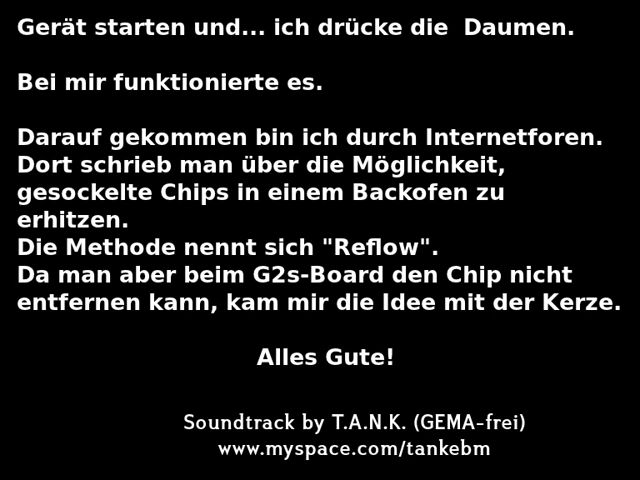 Gerät starten und... ich drücke die  Daumen.
Bei mir funktionierte es.
Darauf gekommen bin ich durch Internetforen.
Dort schrieb man über die Möglichkeit,
gesockelte Chips in einem Backofen zu
erhitzen.
Die Methode nennt sich "Reflow".
Da man aber beim G2s-Board den Chip nicht
entfernen kann, kam mir die Idee mit der Kerze.
Alles Gute!
Soundtrack by T.A.N.K. (GEMA-frei)
www.myspace.com/tankebm